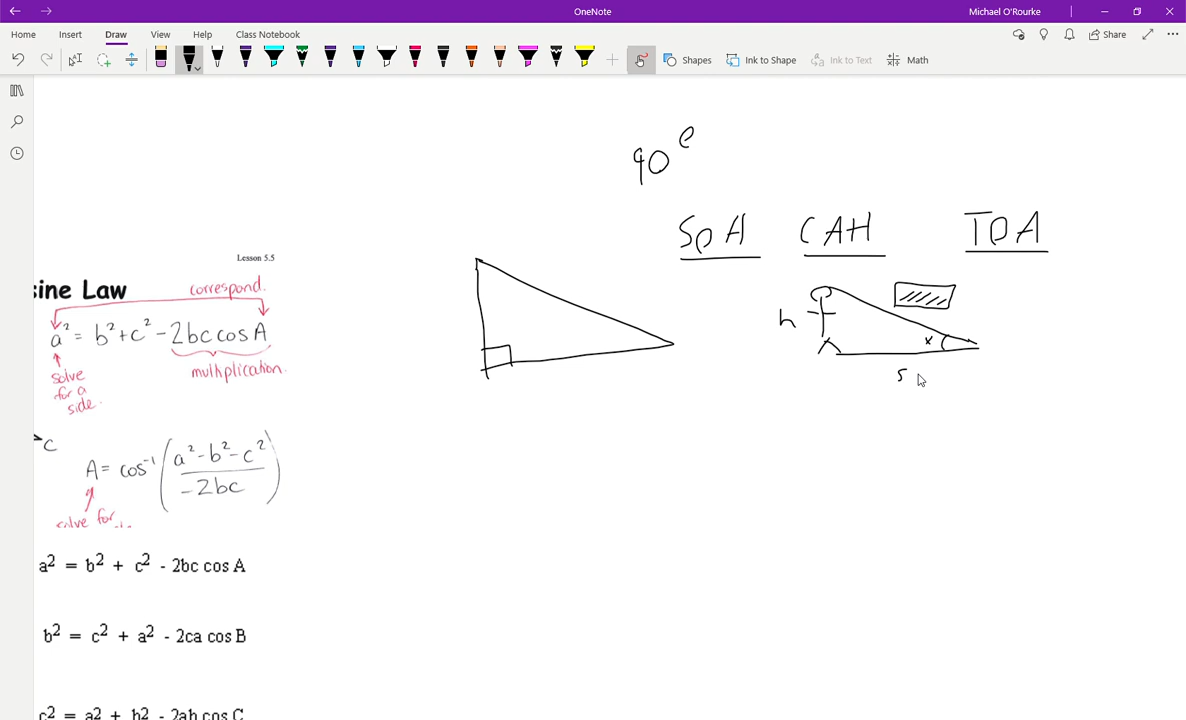 OneNote
Michael O'Rourke
Home Insert Draw View Help Class Notebook
Share
Shapes
Ink to Shape
Ink to Text
Math
90°
SOA CAH TOA
Lesson 5.5
sine Law
correspond.
a² = b² + c² - 2bc cos A
solve
for a
side.
multiplication.
h
x
5
c
A = cos⁻¹ (a² - b² - c² / -2bc)
solve for
a² = b² + c² - 2bc cos A
b² = c² + a² - 2ca cos B
c² = a² + b² - 2ab cos C